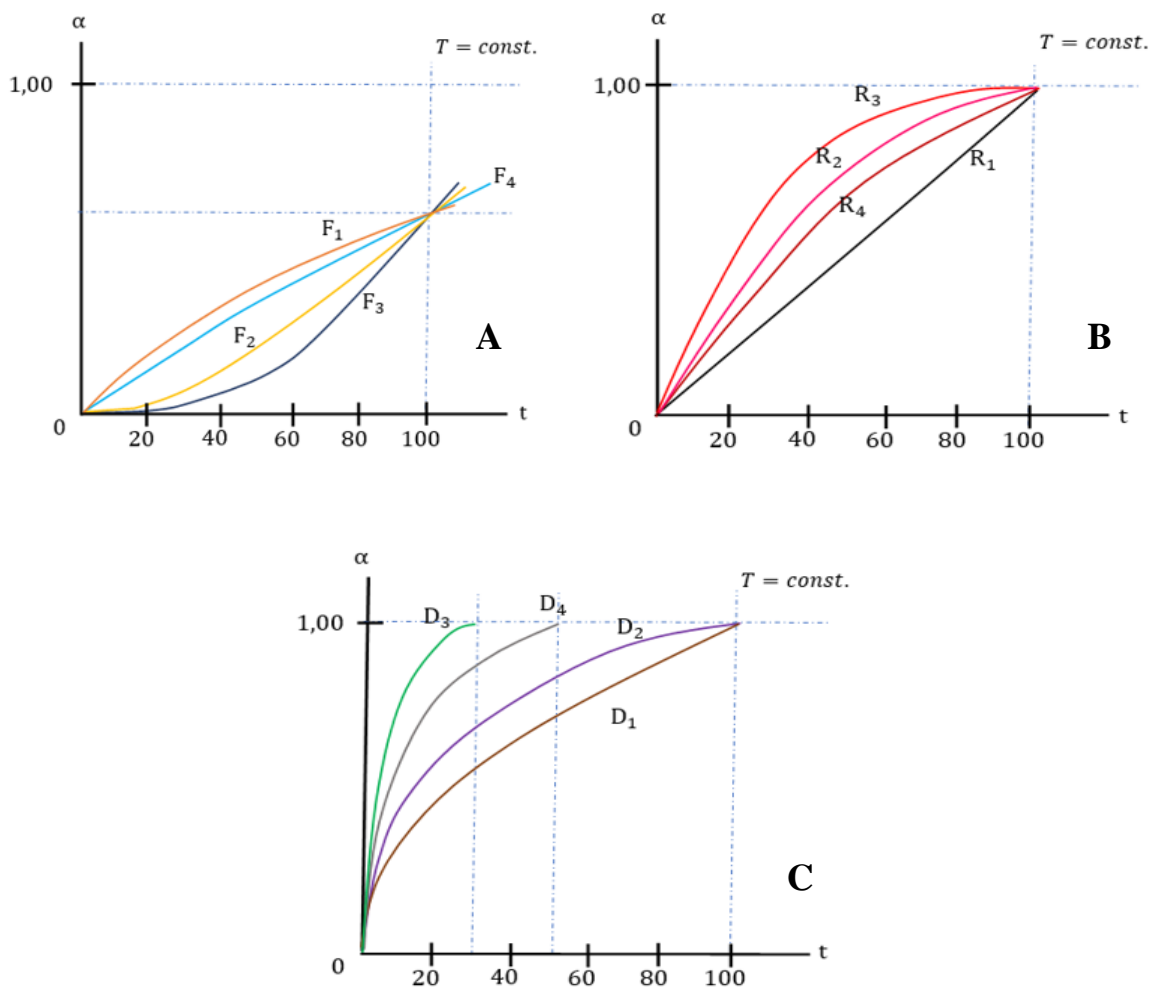 α
T = const.
1,00
F₄
F₁
F₃
F₂
A
0
20 40 60 80 100
t
α
T = const.
1,00
R₃
R₂
R₁
R₄
B
0
20 40 60 80 100
t
α
T = const.
1,00
D₃
D₄
D₂
D₁
C
0
20 40 60 80 100
t